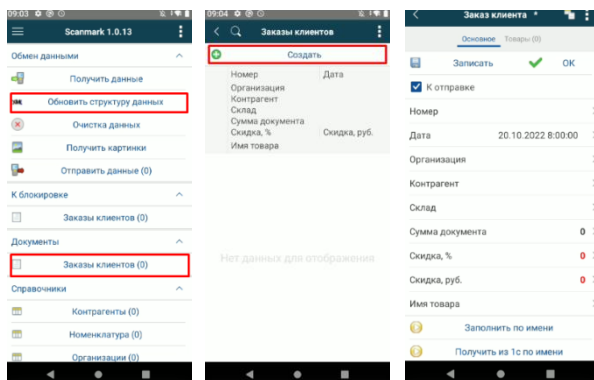 09:03
Scanmark 1.0.13
Обмен данными
Получить данные
Обновить структуру данных
Очистка данных
Получить картинки
Отправить данные (0)
К блокировке
Заказы клиентов (0)
Документы
Заказы клиентов (0)
Справочники
Контрагенты (0)
Номенклатура (0)
Организации (0)
09:04
Заказы клиентов
Создать
Номер Дата
Организация
Контрагент
Склад
Сумма документа
Скидка, % Скидка, руб.
Имя товара
Нет данных для отображения
Заказ клиента *
Основное Товары (0)
Записать OK
К отправке
Номер
Дата 20.10.2022 8:00:00
Организация
Контрагент
Склад
Сумма документа 0
Скидка, % 0
Скидка, руб. 0
Имя товара
Заполнить по имени
Получить из 1с по имени